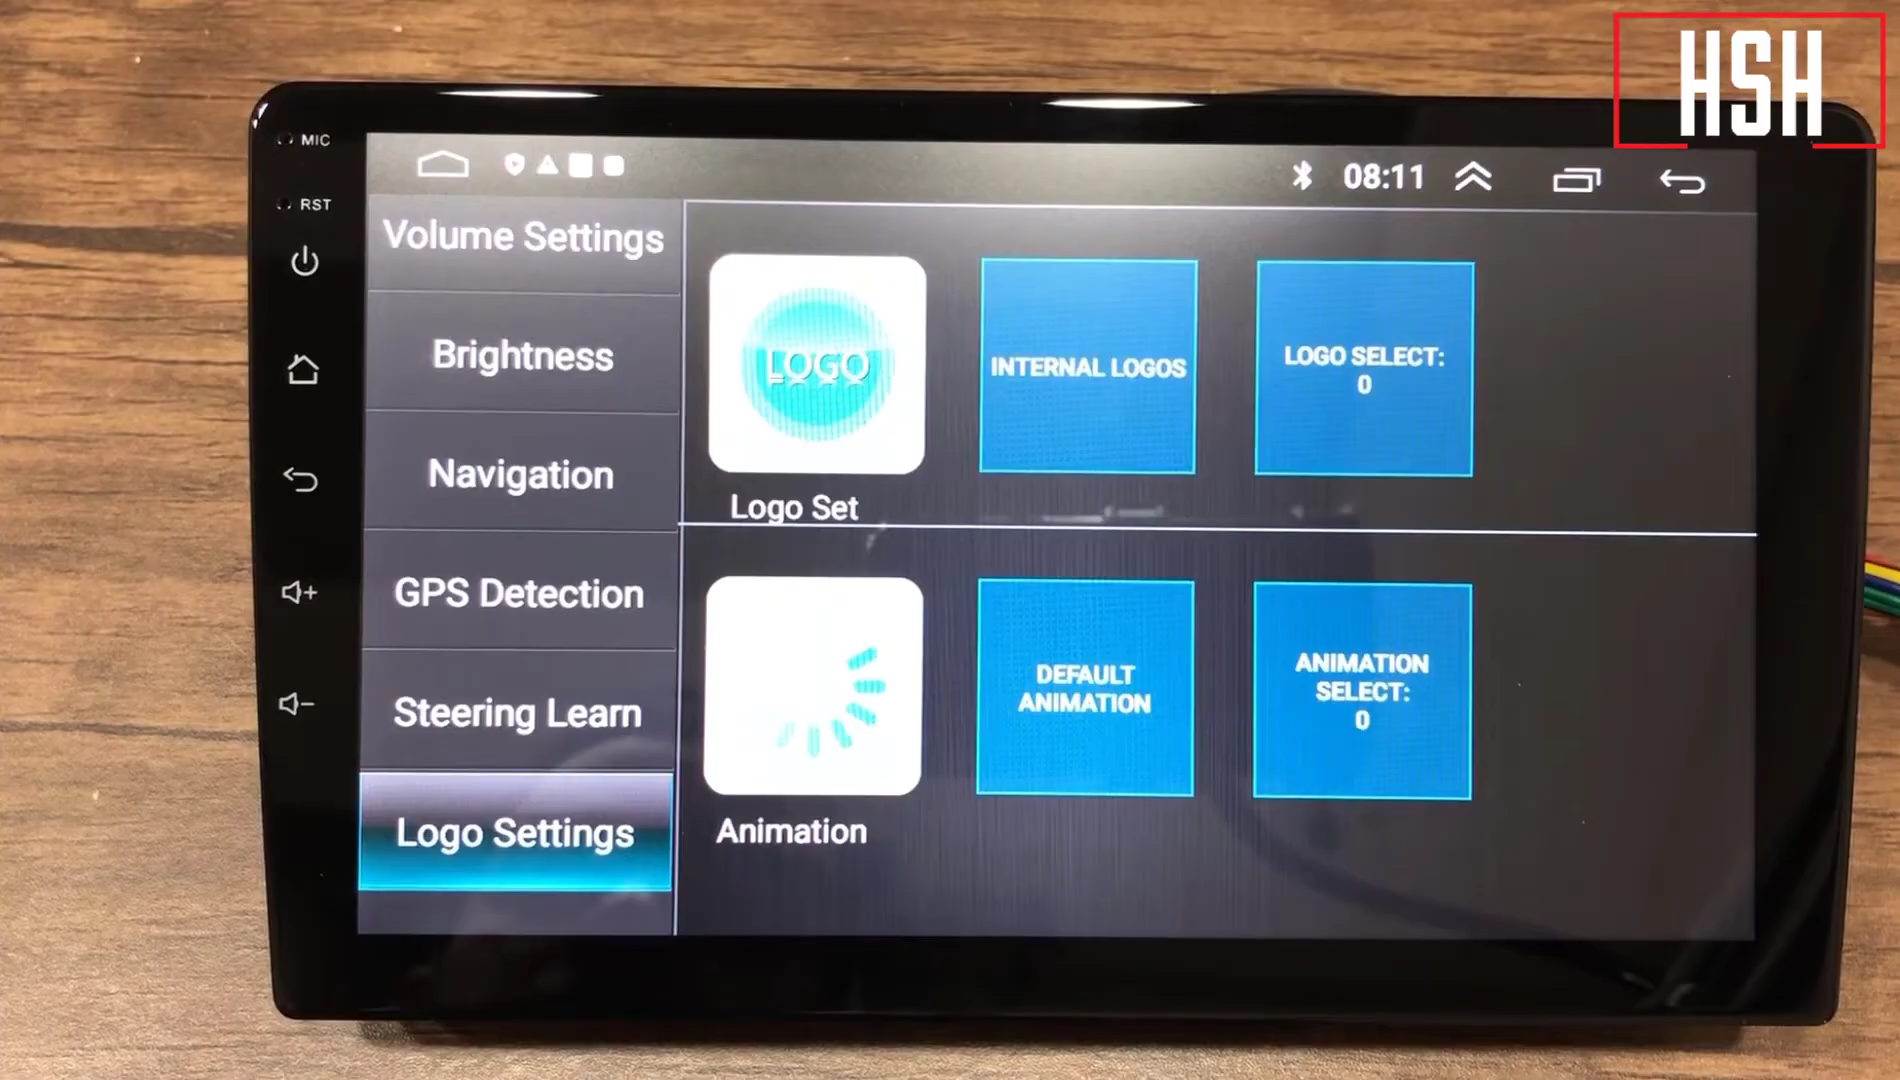 HSH
MIC
RST
08:11
Volume Settings
Brightness
Navigation
GPS Detection
Steering Learn
Logo Settings
LOGO
Logo Set
INTERNAL LOGOS
LOGO SELECT:
0
Animation
DEFAULT
ANIMATION
ANIMATION
SELECT:
0